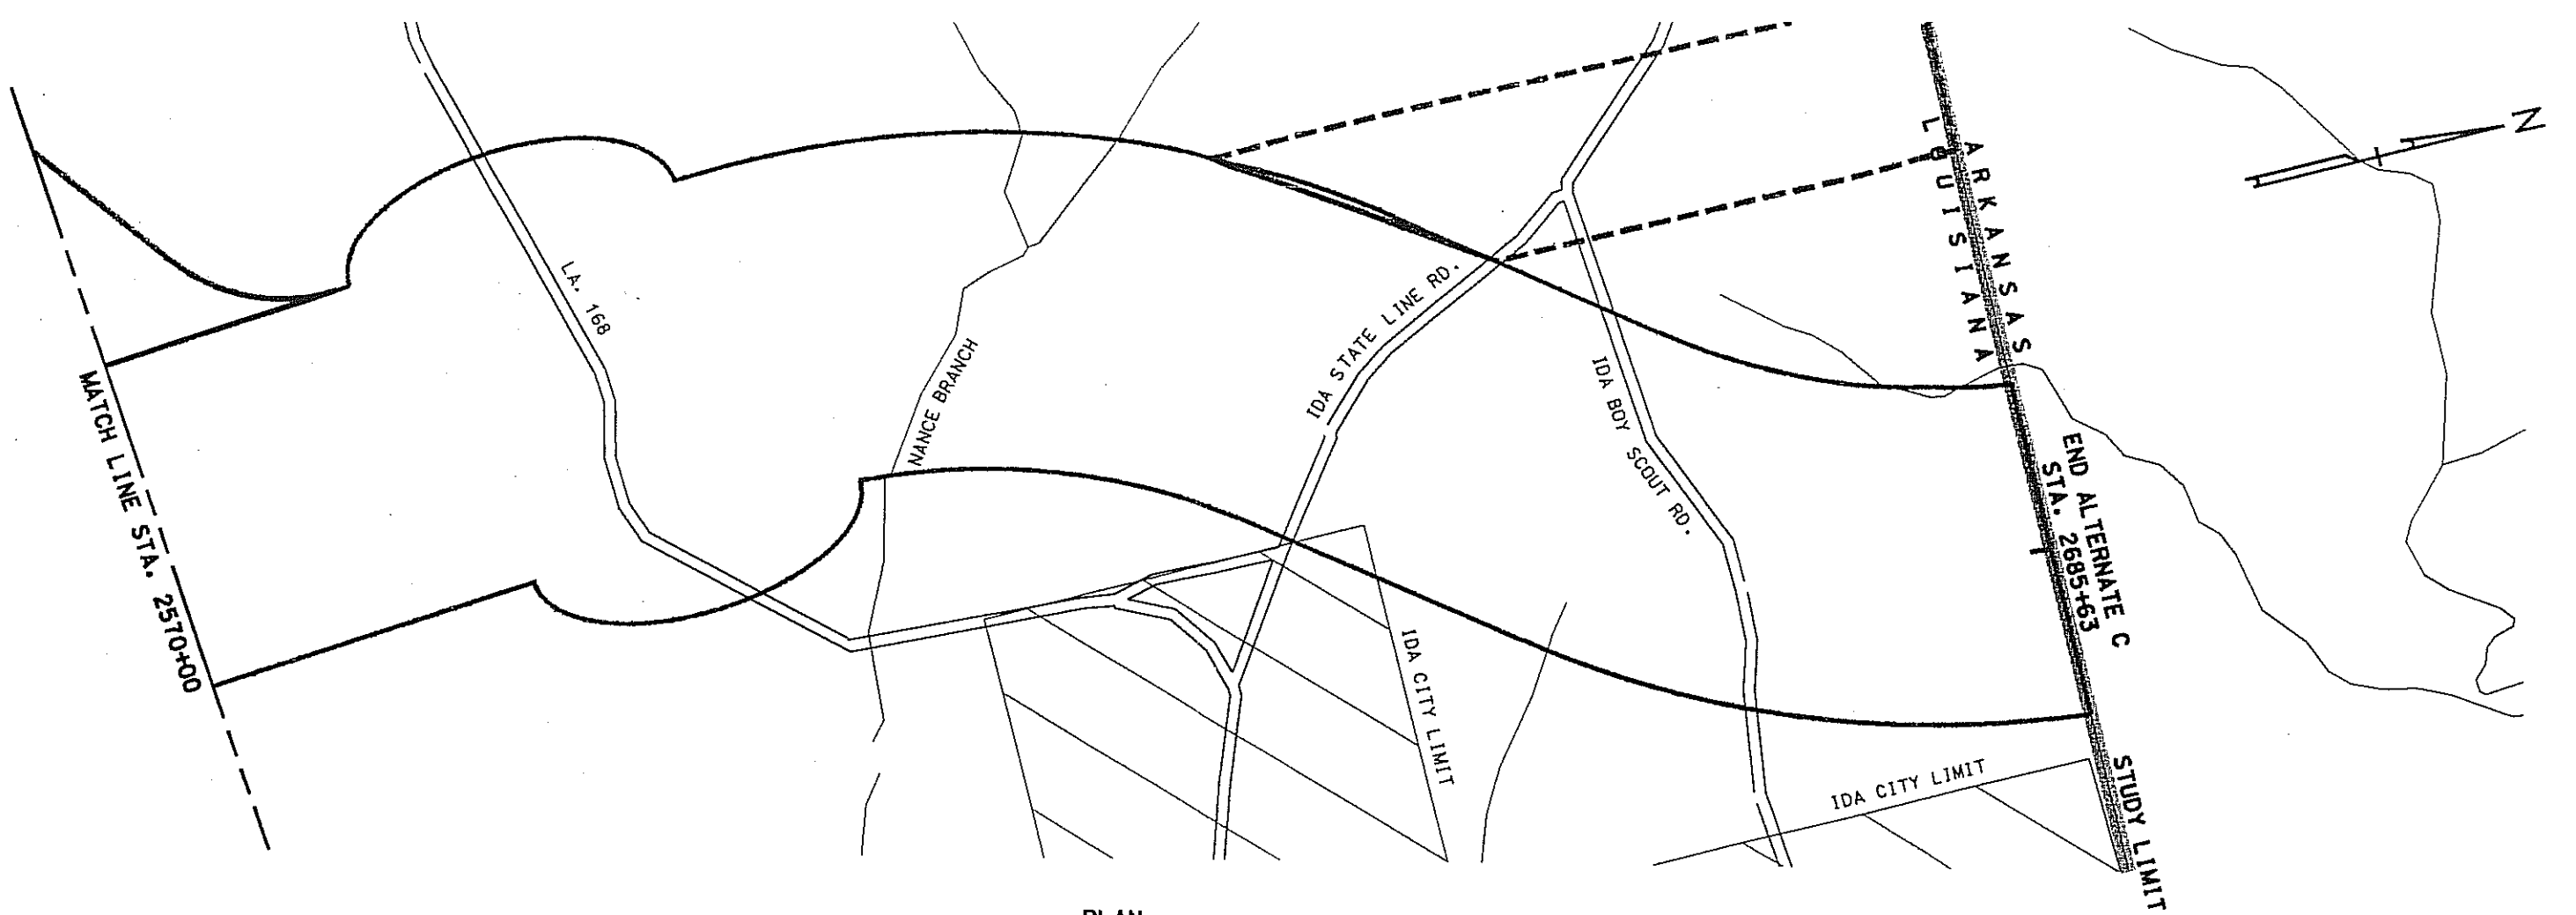 MATCH LINE STA. 2570+00
LA. 168
NANCE BRANCH
IDA STATE LINE RD.
IDA BOY SCOUT RD.
IDA CITY LIMIT
IDA CITY LIMIT
LOUISIANA
ARKANSAS
N
END ALTERNATE C
STA. 2685+63
STUDY LIMIT
PLAN